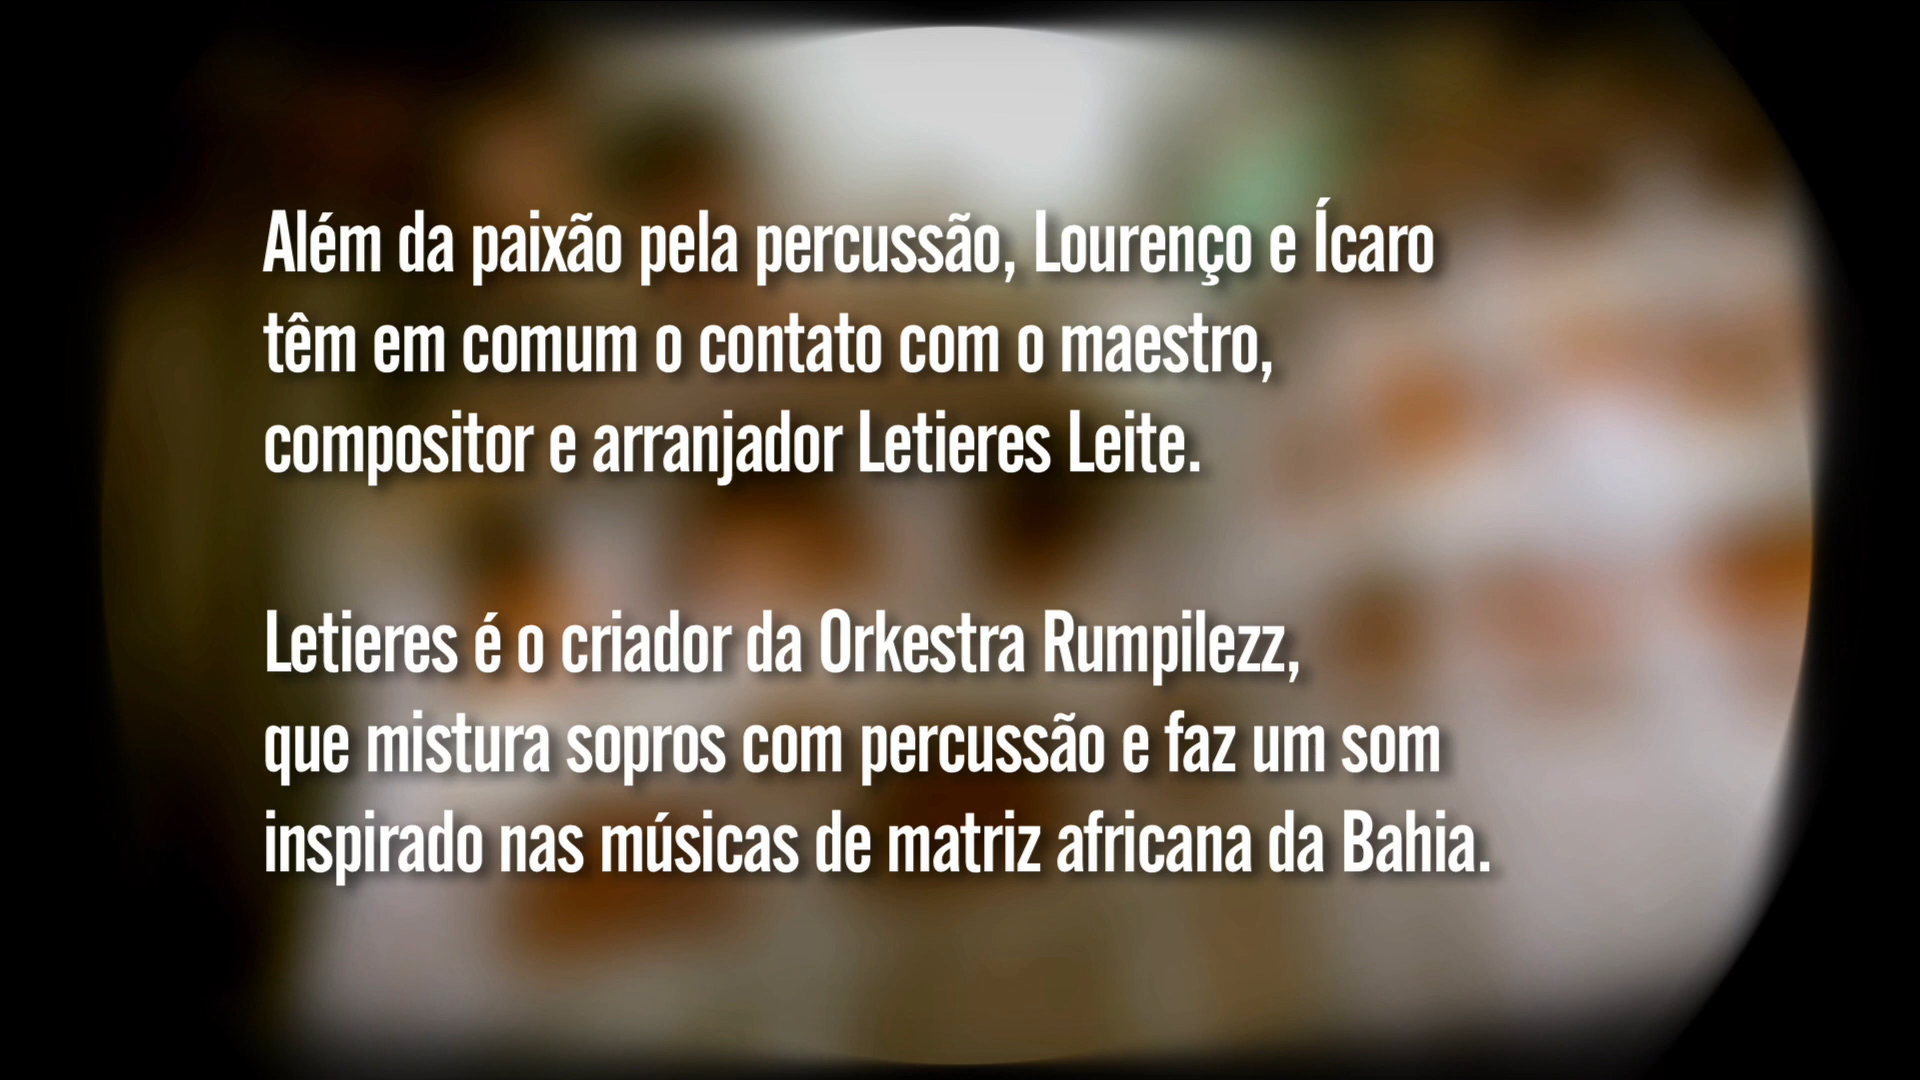 Além da paixão pela percussão, Lourenço e Ícaro
têm em comum o contato com o maestro,
compositor e arranjador Letieres Leite.
Letieres é o criador da Orkestra Rumpilezz,
que mistura sopros com percussão e faz um som
inspirado nas músicas de matriz africana da Bahia.